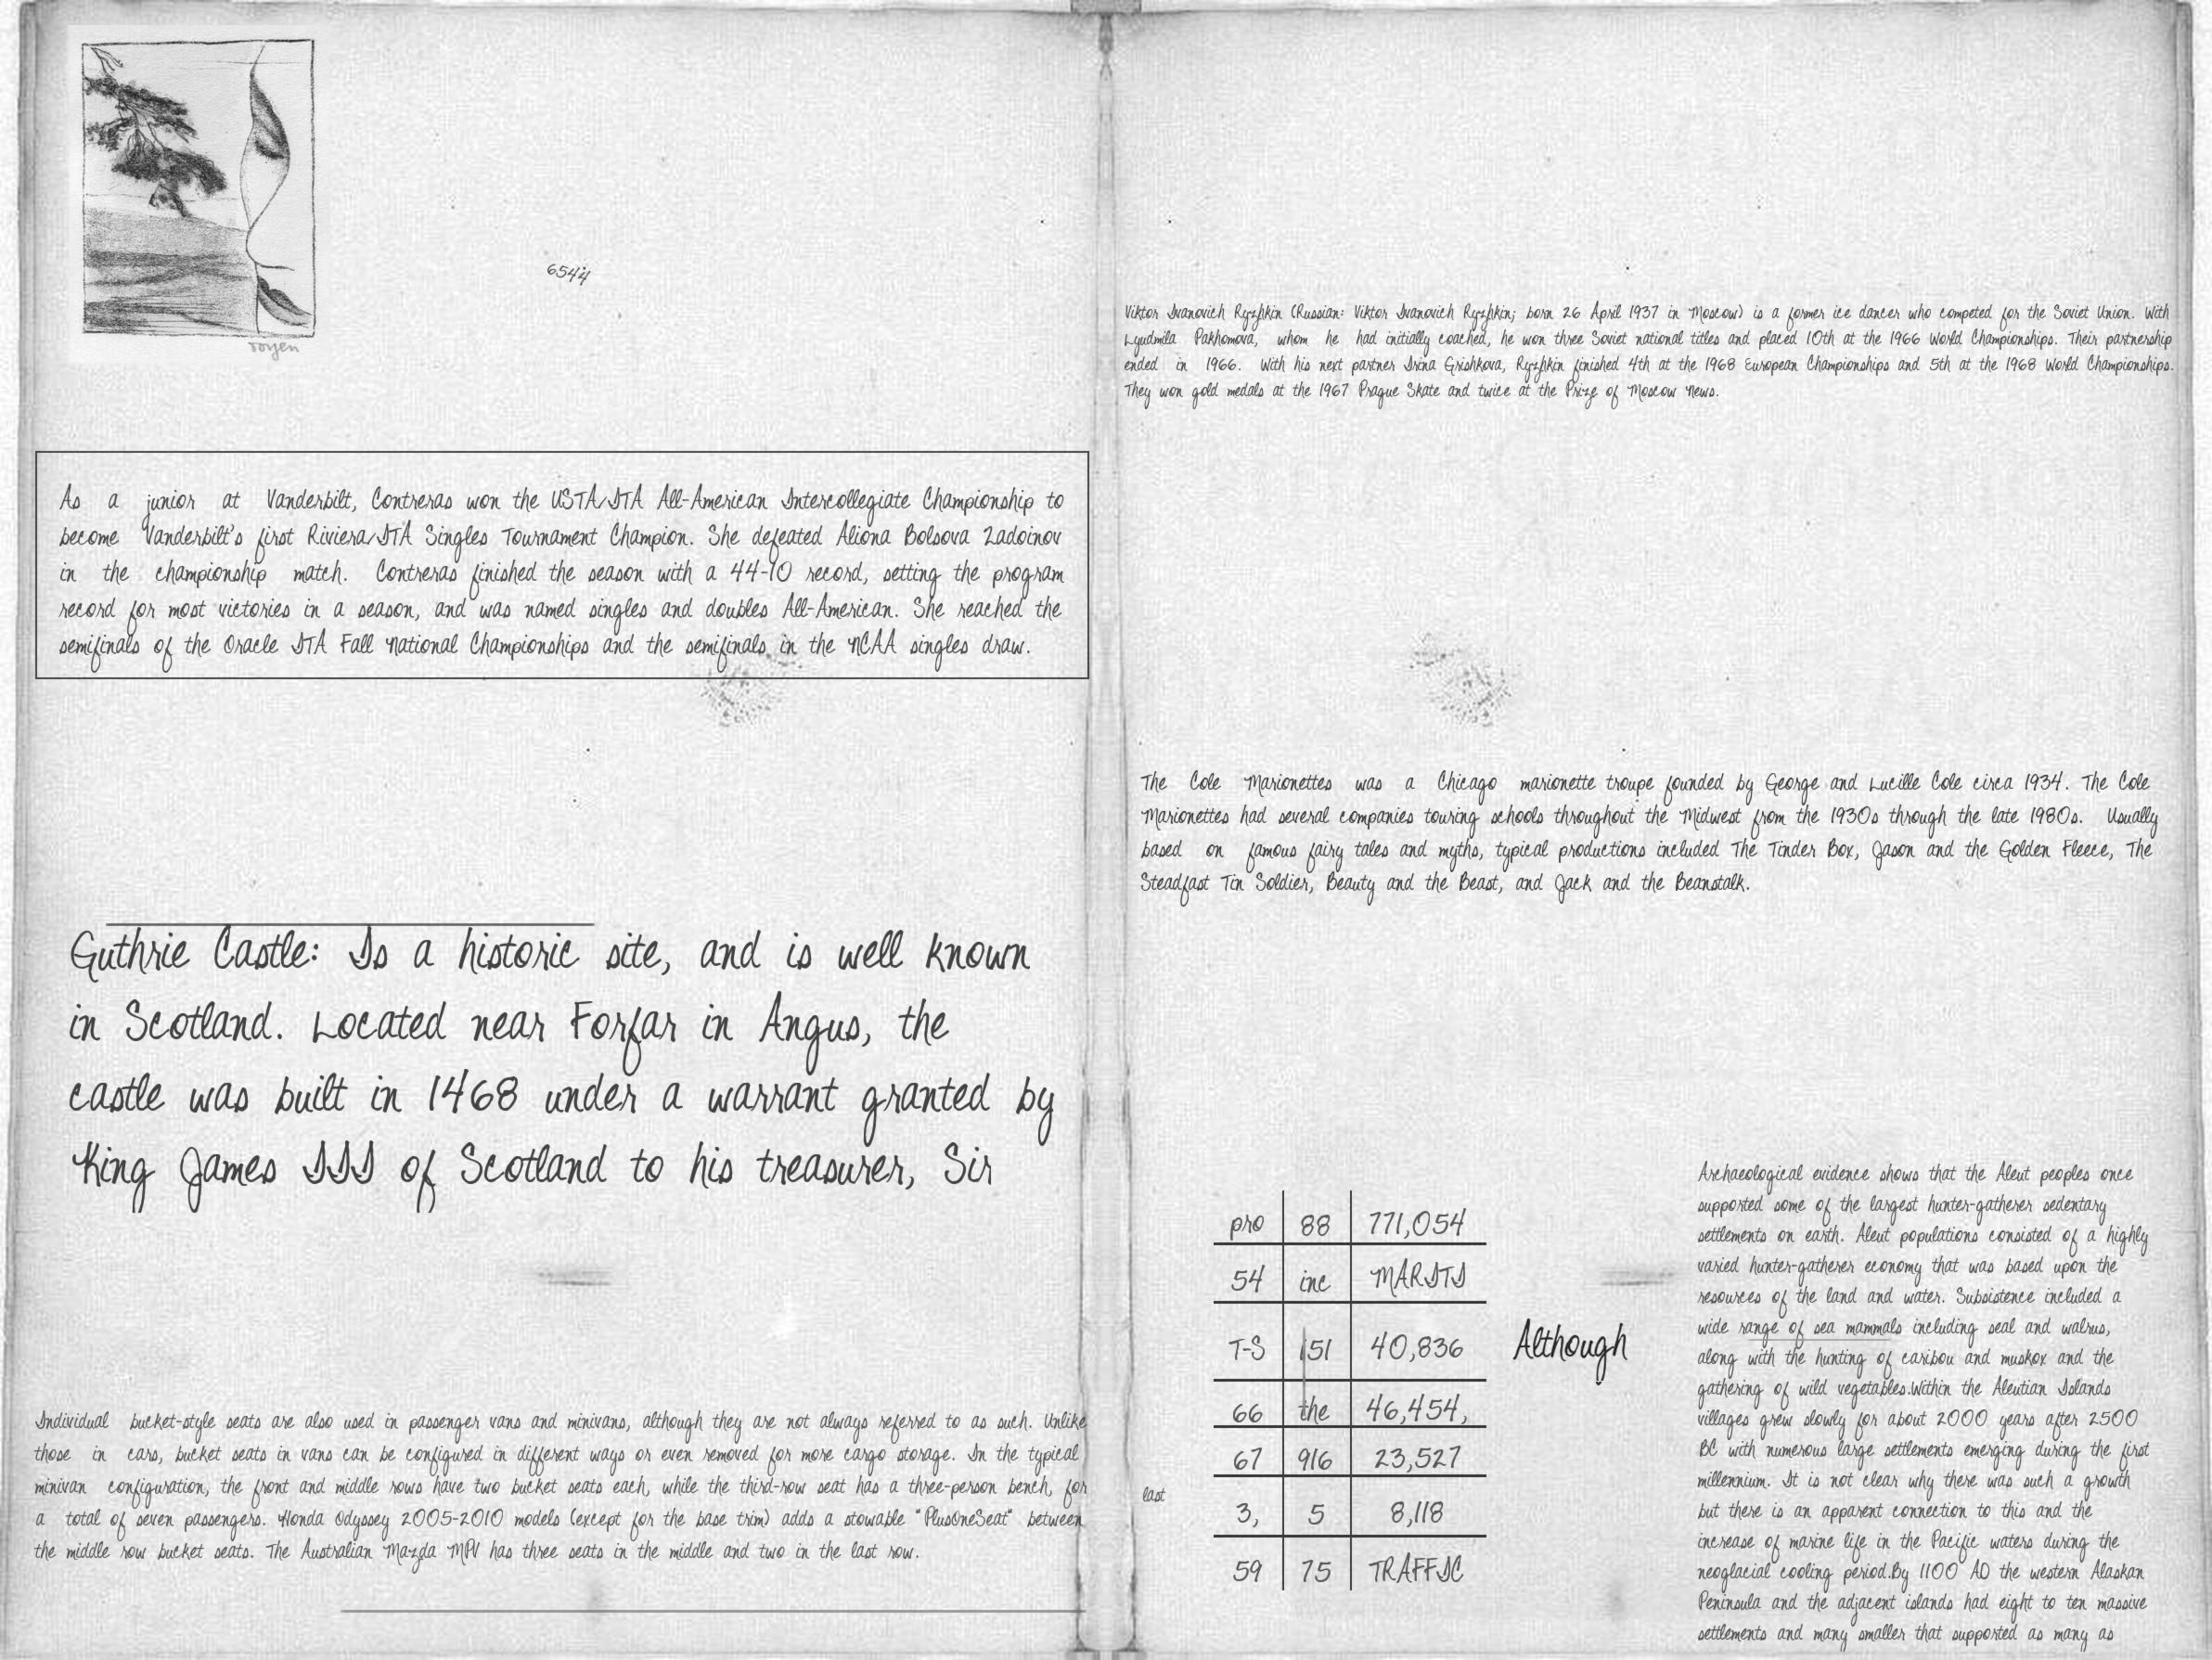 Toyen
6544
As a junior at Vanderbilt, Contreras won the USTA/ITA All-American Intercollegiate Championship to
become Vanderbilt's first Riviera/ITA Singles Tournament Champion. She defeated Aliona Bolsova Zadoinov
in the championship match. Contreras finished the season with a 44-10 record, setting the program
record for most victories in a season, and was named singles and doubles All-American. She reached the
semifinals of the Oracle ITA Fall National Championships and the semifinals in the NCAA singles draw.
Guthrie Castle: Is a historic site, and is well known
in Scotland. Located near Forfar in Angus, the
castle was built in 1468 under a warrant granted by
King James III of Scotland to his treasurer, Sir
Individual bucket-style seats are also used in passenger vans and minivans, although they are not always referred to as such. Unlike
those in cars, bucket seats in vans can be configured in different ways or even removed for more cargo storage. In the typical
minivan configuration, the front and middle rows have two bucket seats each, while the third-row seat has a three-person bench, for
a total of seven passengers. Honda Odyssey 2005-2010 models (except for the base trim) adds a stowable "PlusOneSeat" between
the middle row bucket seats. The Australian Mazda MPV has three seats in the middle and two in the last row.
Viktor Ivanovich Ryzhkin (Russian: Viktor Ivanovich Ryzhkin; born 26 April 1937 in Moscow) is a former ice dancer who competed for the Soviet Union. With
Lyudmila Pakhomova, whom he had initially coached, he won three Soviet national titles and placed 10th at the 1966 World Championships. Their partnership
ended in 1966. With his next partner Irina Grishkova, Ryzhkin finished 4th at the 1968 European Championships and 5th at the 1968 World Championships.
They won gold medals at the 1967 Prague Skate and twice at the Prize of Moscow News.
The Cole Marionettes was a Chicago marionette troupe founded by George and Lucille Cole circa 1934. The Cole
Marionettes had several companies touring schools throughout the Midwest from the 1930s through the late 1980s. Usually
based on famous fairy tales and myths, typical productions included The Tinder Box, Jason and the Golden Fleece, The
Steadfast Tin Soldier, Beauty and the Beast, and Jack and the Beanstalk.
pro 88 771,054
54 inc MARITI
T-S 151 40,836
66 the 46,454,
67 916 23,527
3, 5 8,118
59 75 TRAFFIC
last
Although
Archaeological evidence shows that the Aleut peoples once
supported some of the largest hunter-gatherer sedentary
settlements on earth. Aleut populations consisted of a highly
varied hunter-gatherer economy that was based upon the
resources of the land and water. Subsistence included a
wide range of sea mammals including seal and walrus,
along with the hunting of caribou and muskox and the
gathering of wild vegetables.Within the Aleutian Islands
villages grew slowly for about 2000 years after 2500
BC with numerous large settlements emerging during the first
millennium. It is not clear why there was such a growth
but there is an apparent connection to this and the
increase of marine life in the Pacific waters during the
neoglacial cooling period.By 1100 AD the western Alaskan
Peninsula and the adjacent islands had eight to ten massive
settlements and many smaller that supported as many as